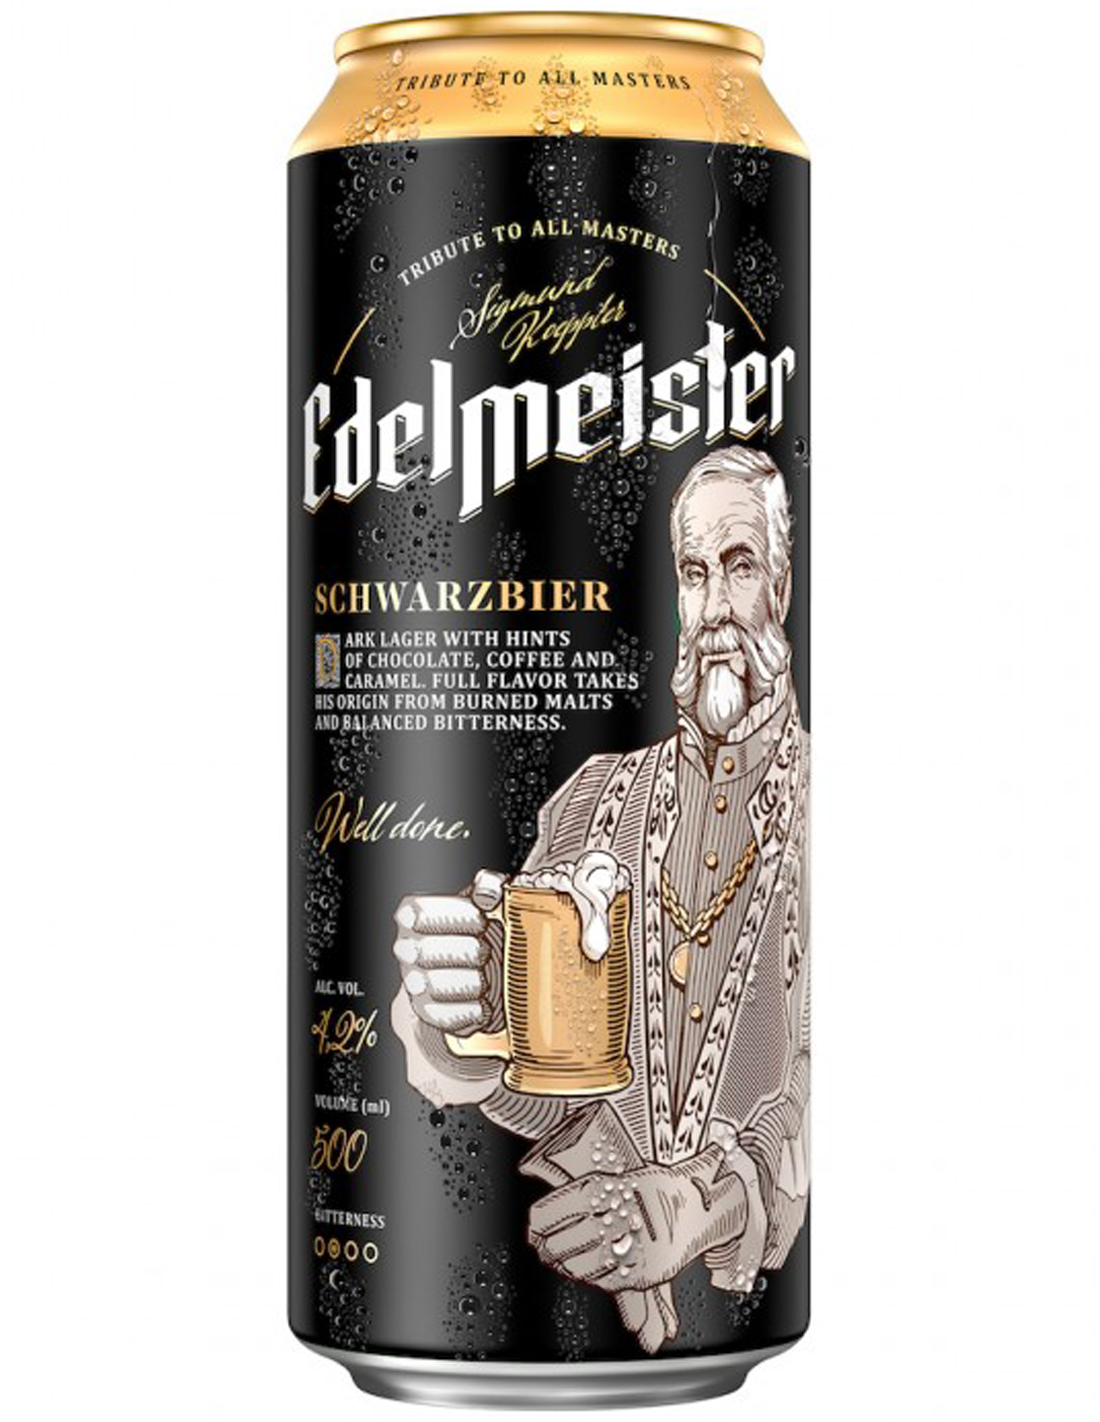 TRIBUTE TO ALL MASTERS
TRIBUTE TO ALL MASTERS
Sigmund
Koeppler
Edelmeister
SCHWARZBIER
DARK LAGER WITH HINTS
OF CHOCOLATE, COFFEE AND
CARAMEL. FULL FLAVOR TAKES
HIS ORIGIN FROM BURNED MALTS
AND BALANCED BITTERNESS.
Well done.
ALC. VOL.
4,2%
VOLUME (ml)
500
BITTERNESS